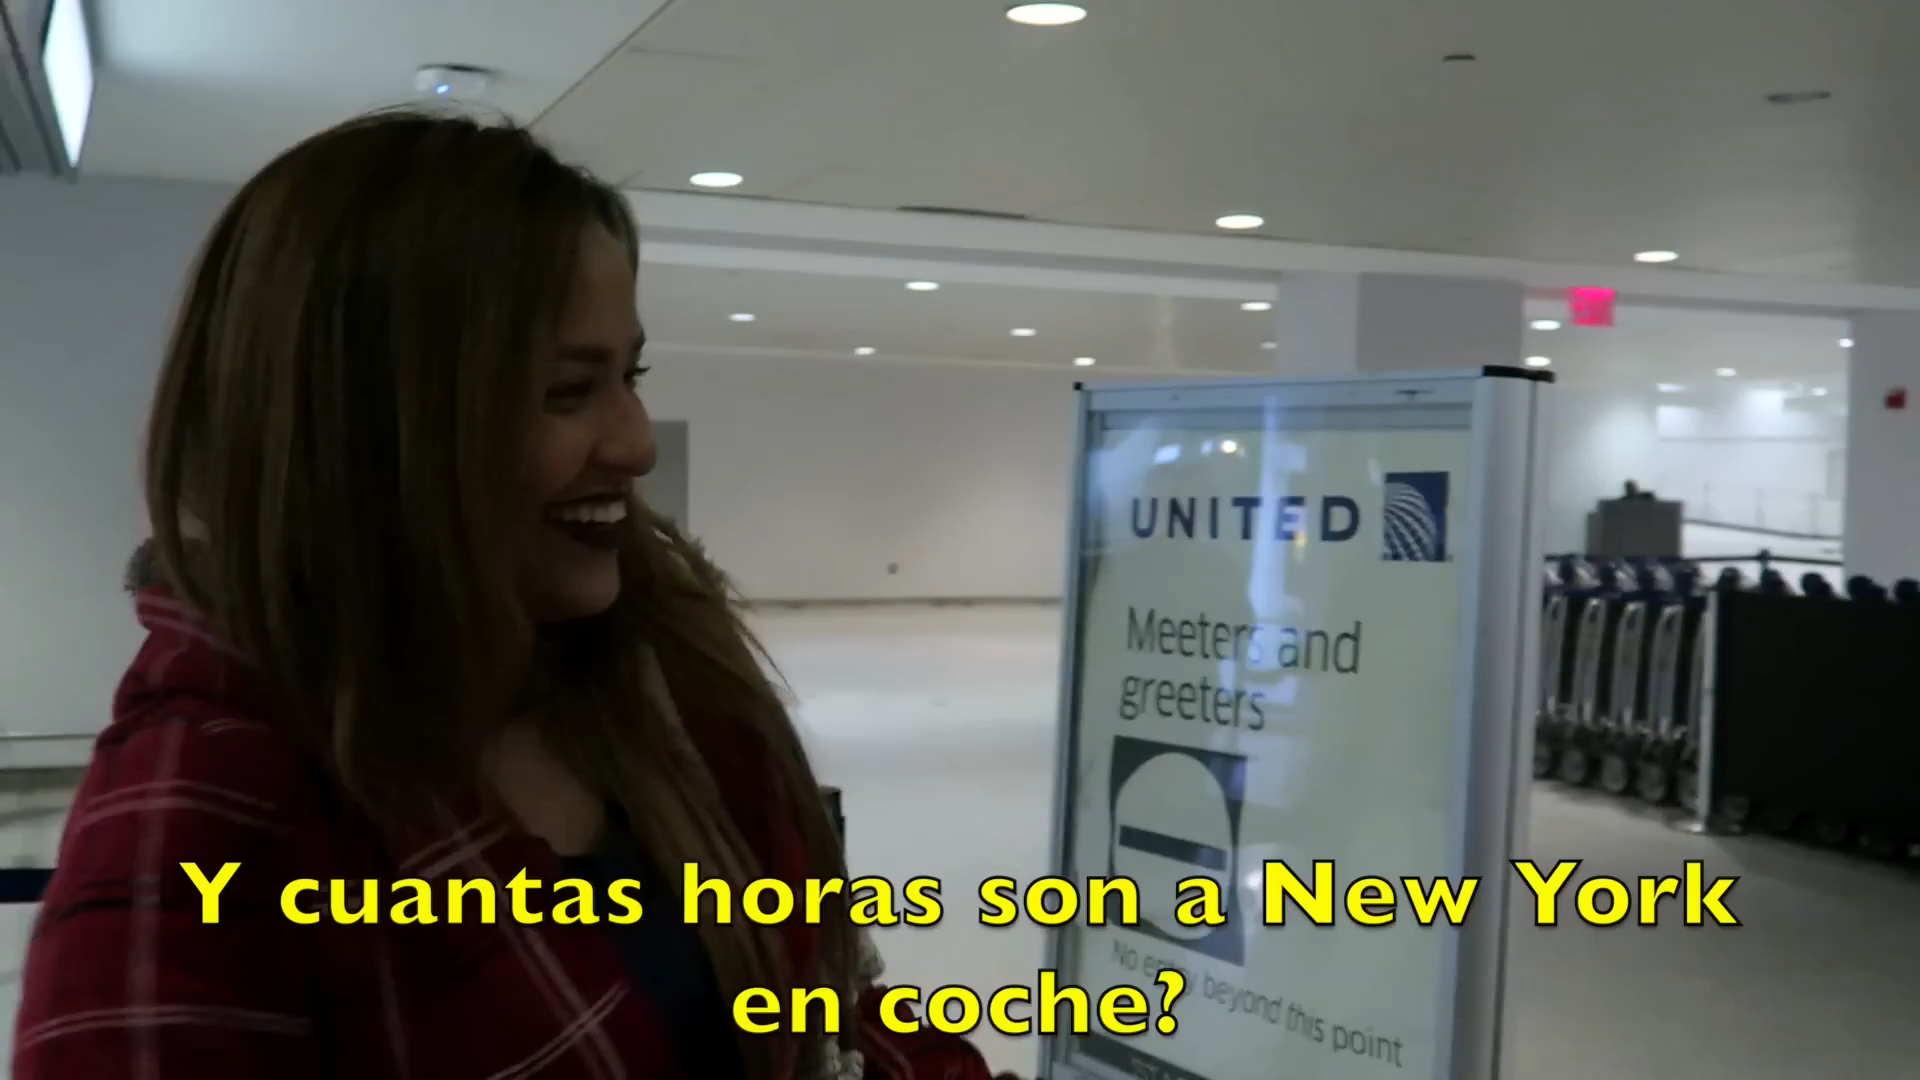 UNITED
Meeters and
greeters
No entry beyond this point
Y cuantas horas son a New York
en coche?